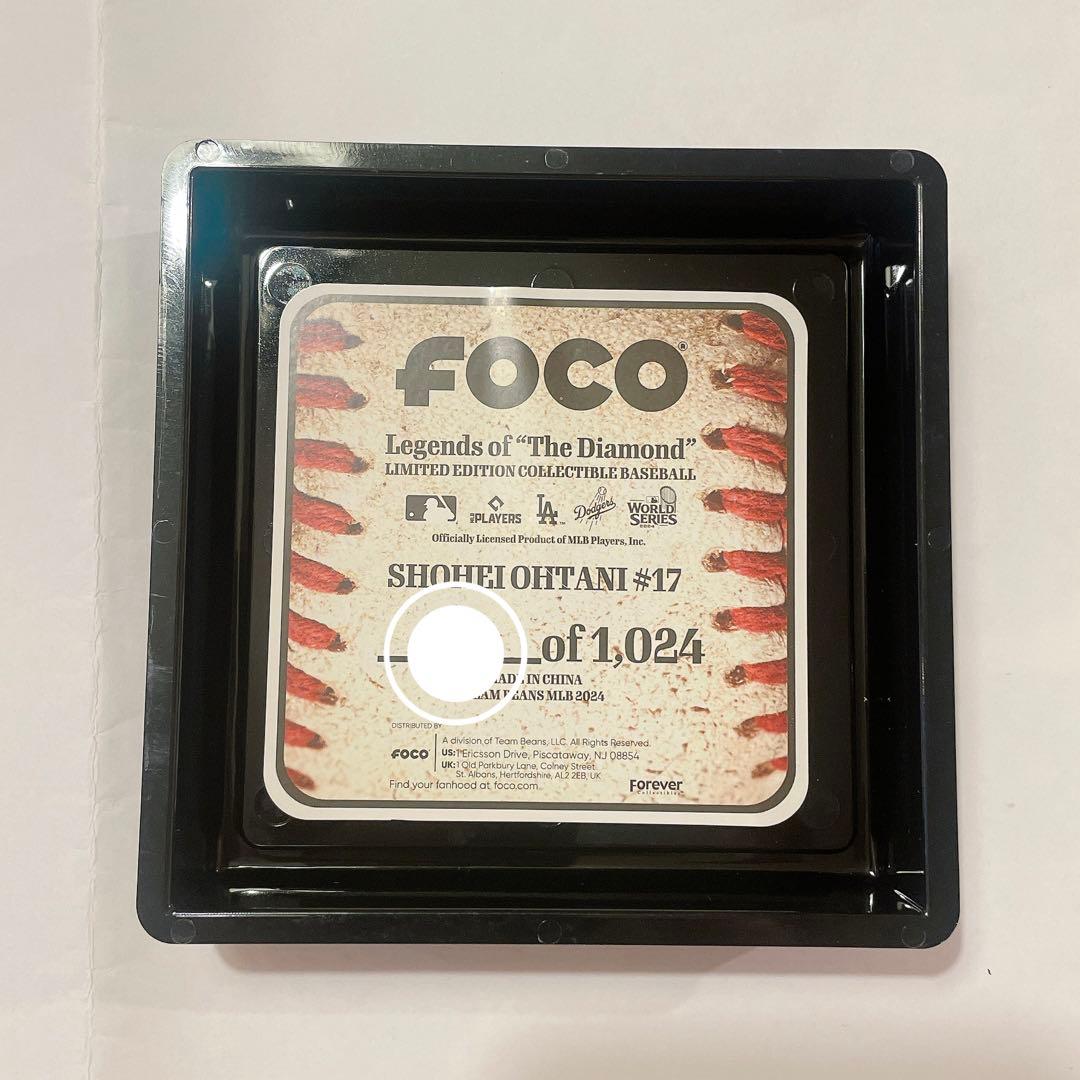 FOCO®
Legends of “The Diamond”
LIMITED EDITION COLLECTIBLE BASEBALL
PLAYERS LA™ Dodgers WORLD SERIES
Officially Licensed Product of MLB Players, Inc.
SHOHEI OHTANI #17
of 1,024
IN CHINA
MLB 2024
DISTRIBUTED BY
FOCO
A division of Team Beans, LLC. All Rights Reserved.
US: 1 Ericsson Drive, Piscataway, NJ 08854
UK: 1 Old Parkbury Lane, Colney Street
St. Albans, Hertfordshire, AL2 2EB, UK
Find your fanhood at foco.com
Forever
Collectibles